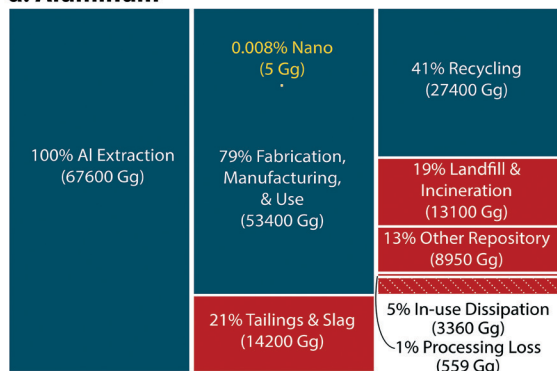 a. Aluminum
100% Al Extraction
(67600 Gg)
0.008% Nano
(5 Gg)
79% Fabrication,
Manufacturing,
& Use
(53400 Gg)
21% Tailings & Slag
(14200 Gg)
41% Recycling
(27400 Gg)
19% Landfill &
Incineration
(13100 Gg)
13% Other Repository
(8950 Gg)
5% In-use Dissipation
(3360 Gg)
1% Processing Loss
(559 Gg)